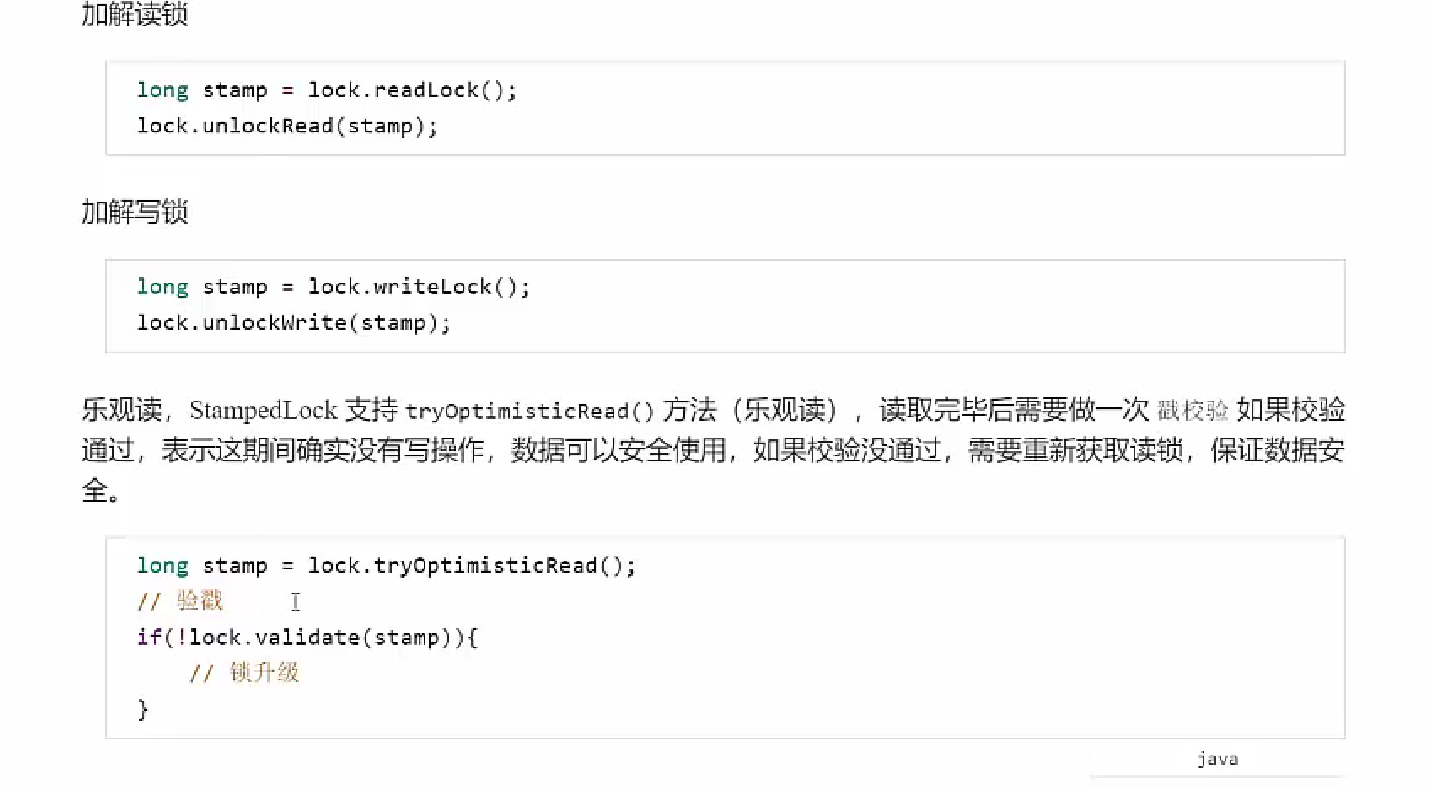 加解读锁
long stamp = lock.readLock();
lock.unlockRead(stamp);
加解写锁
long stamp = lock.writeLock();
lock.unlockWrite(stamp);
乐观读，StampedLock 支持 tryOptimisticRead() 方法（乐观读），读取完毕后需要做一次 戳校验 如果校验
通过，表示这期间确实没有写操作，数据可以安全使用，如果校验没通过，需要重新获取读锁，保证数据安
全。
long stamp = lock.tryOptimisticRead();
// 验戳
if(!lock.validate(stamp)){
    // 锁升级
}
java